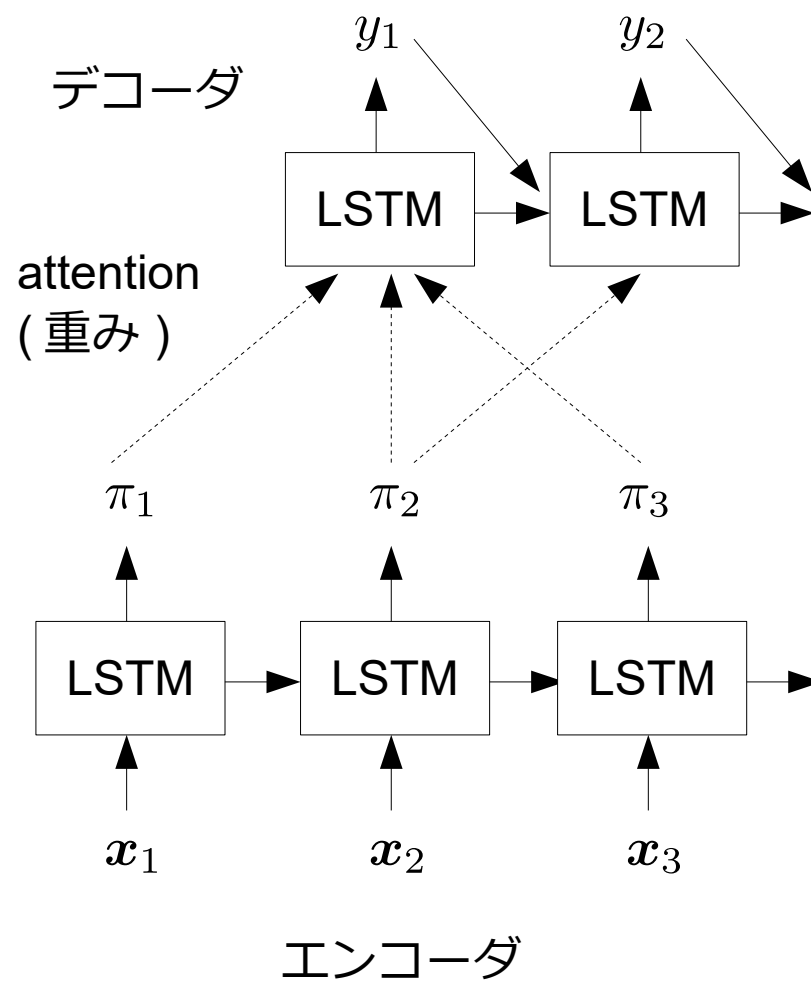 y₁ y₂
デコーダ
LSTM LSTM
attention
( 重み )
π₁ π₂ π₃
LSTM LSTM LSTM
x₁ x₂ x₃
エンコーダ